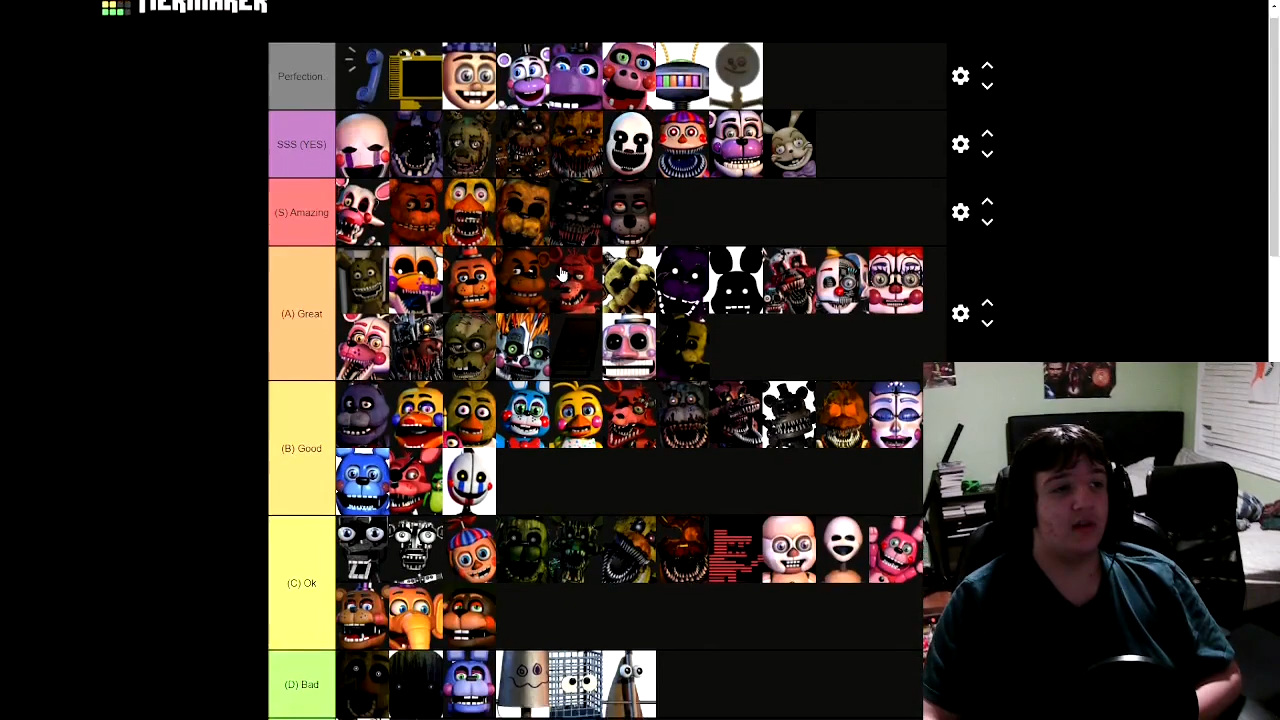 TIERMAKER
Perfection.
SSS (YES)
(S) Amazing
(A) Great
(B) Good
(C) Ok
(D) Bad